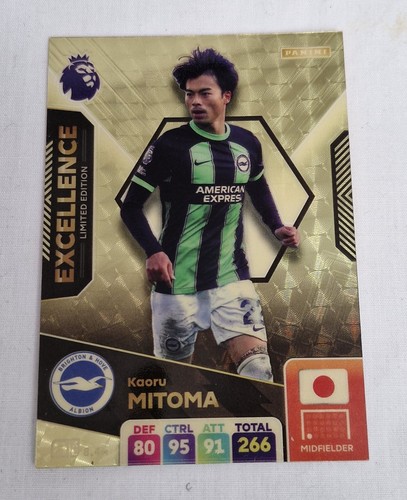 PANINI
EXCELLENCE
LIMITED EDITION
AMERICAN
EXPRES
BRIGHTON & HOVE
ALBION
Kaoru
MITOMA
DEF CTRL ATT TOTAL
80 95 91 266
MIDFIELDER